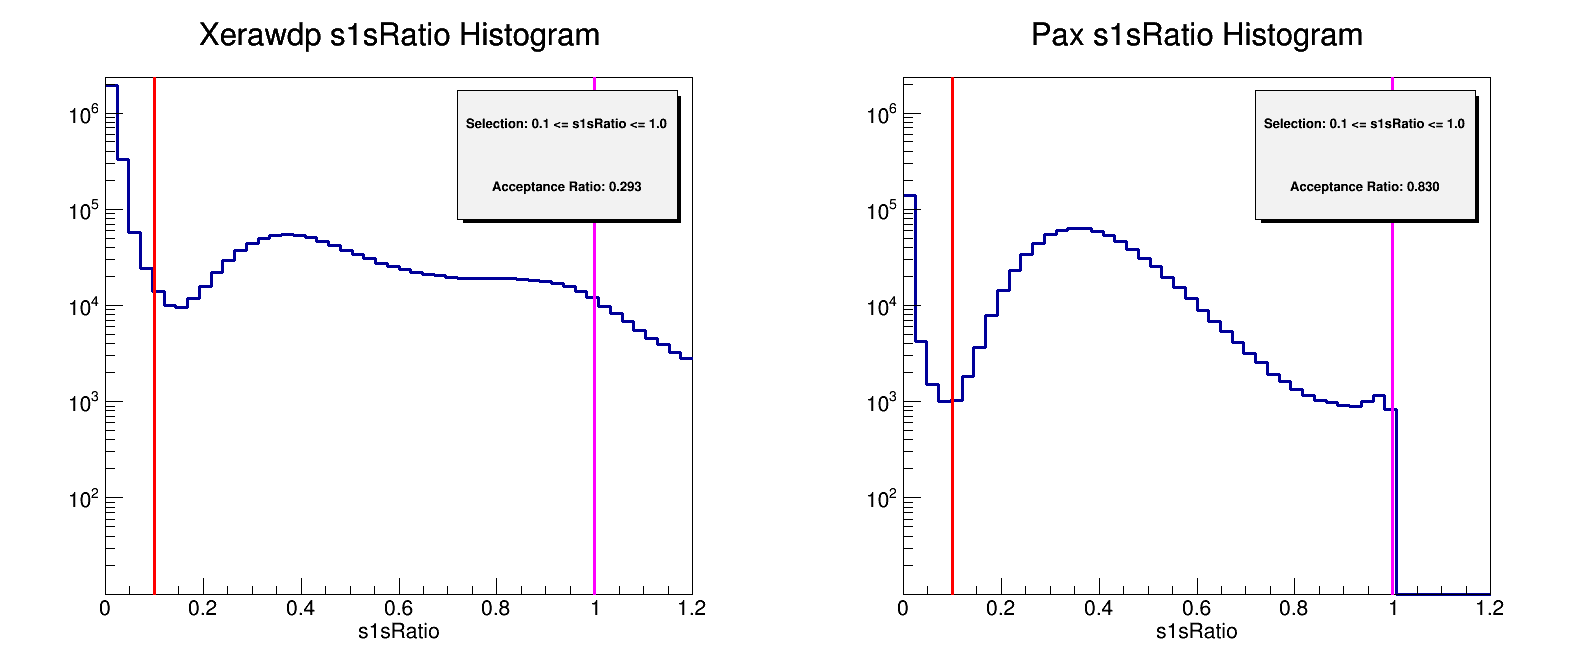 Xerawdp s1sRatio Histogram
10^6
10^5
10^4
10^3
10^2
Selection: 0.1 <= s1sRatio <= 1.0
Acceptance Ratio: 0.293
0 0.2 0.4 0.6 0.8 1 1.2
s1sRatio
Pax s1sRatio Histogram
10^6
10^5
10^4
10^3
10^2
Selection: 0.1 <= s1sRatio <= 1.0
Acceptance Ratio: 0.830
0 0.2 0.4 0.6 0.8 1 1.2
s1sRatio